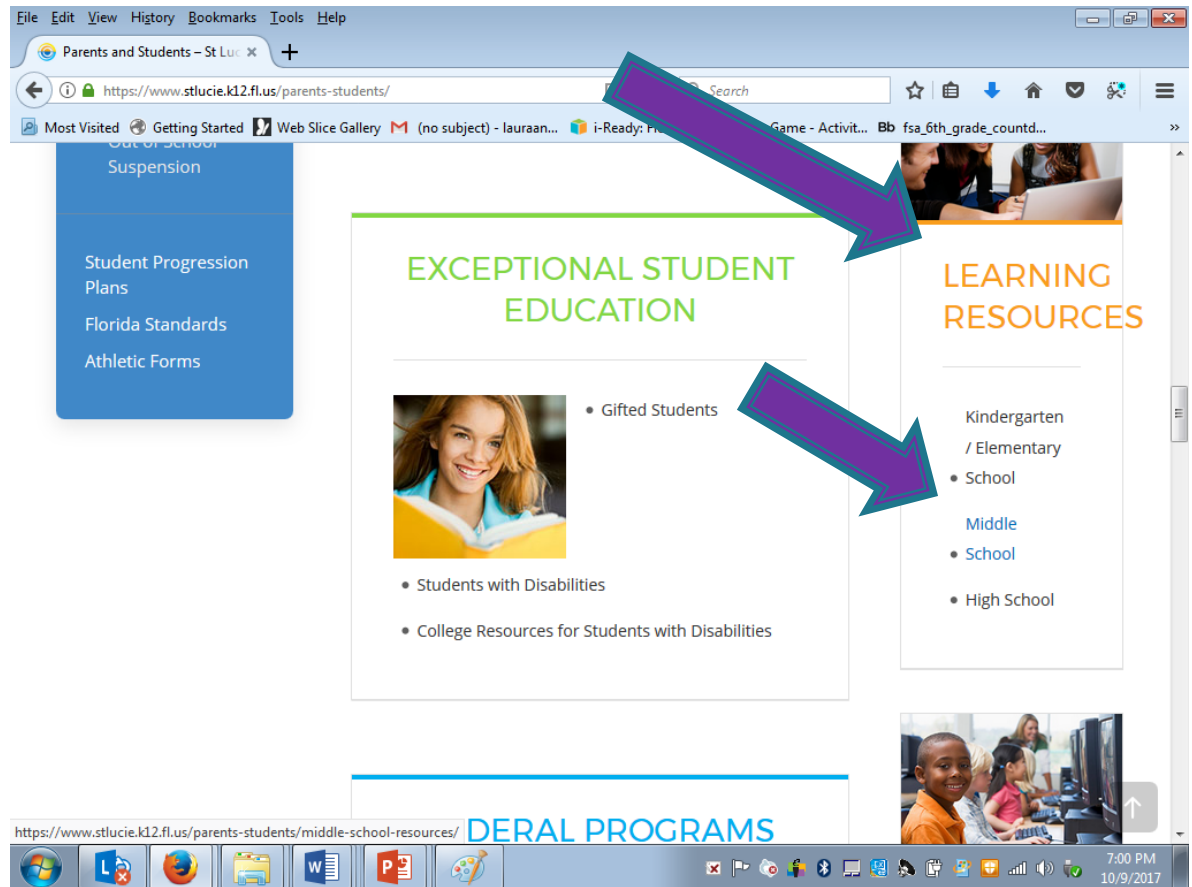 File Edit View History Bookmarks Tools Help
Parents and Students – St Luc
https://www.stlucie.k12.fl.us/parents-students/
Search
Most Visited Getting Started Web Slice Gallery (no subject) - lauraan... i-Ready: Game - Activit... Bb fsa_6th_grade_countd... »
Out of School
Suspension
Student Progression
Plans
Florida Standards
Athletic Forms
EXCEPTIONAL STUDENT
EDUCATION
• Gifted Students
• Students with Disabilities
• College Resources for Students with Disabilities
LEARNING
RESOURCES
Kindergarten
/ Elementary
• School
Middle
• School
• High School
https://www.stlucie.k12.fl.us/parents-students/middle-school-resources/
DERAL PROGRAMS
7:00 PM
10/9/2017